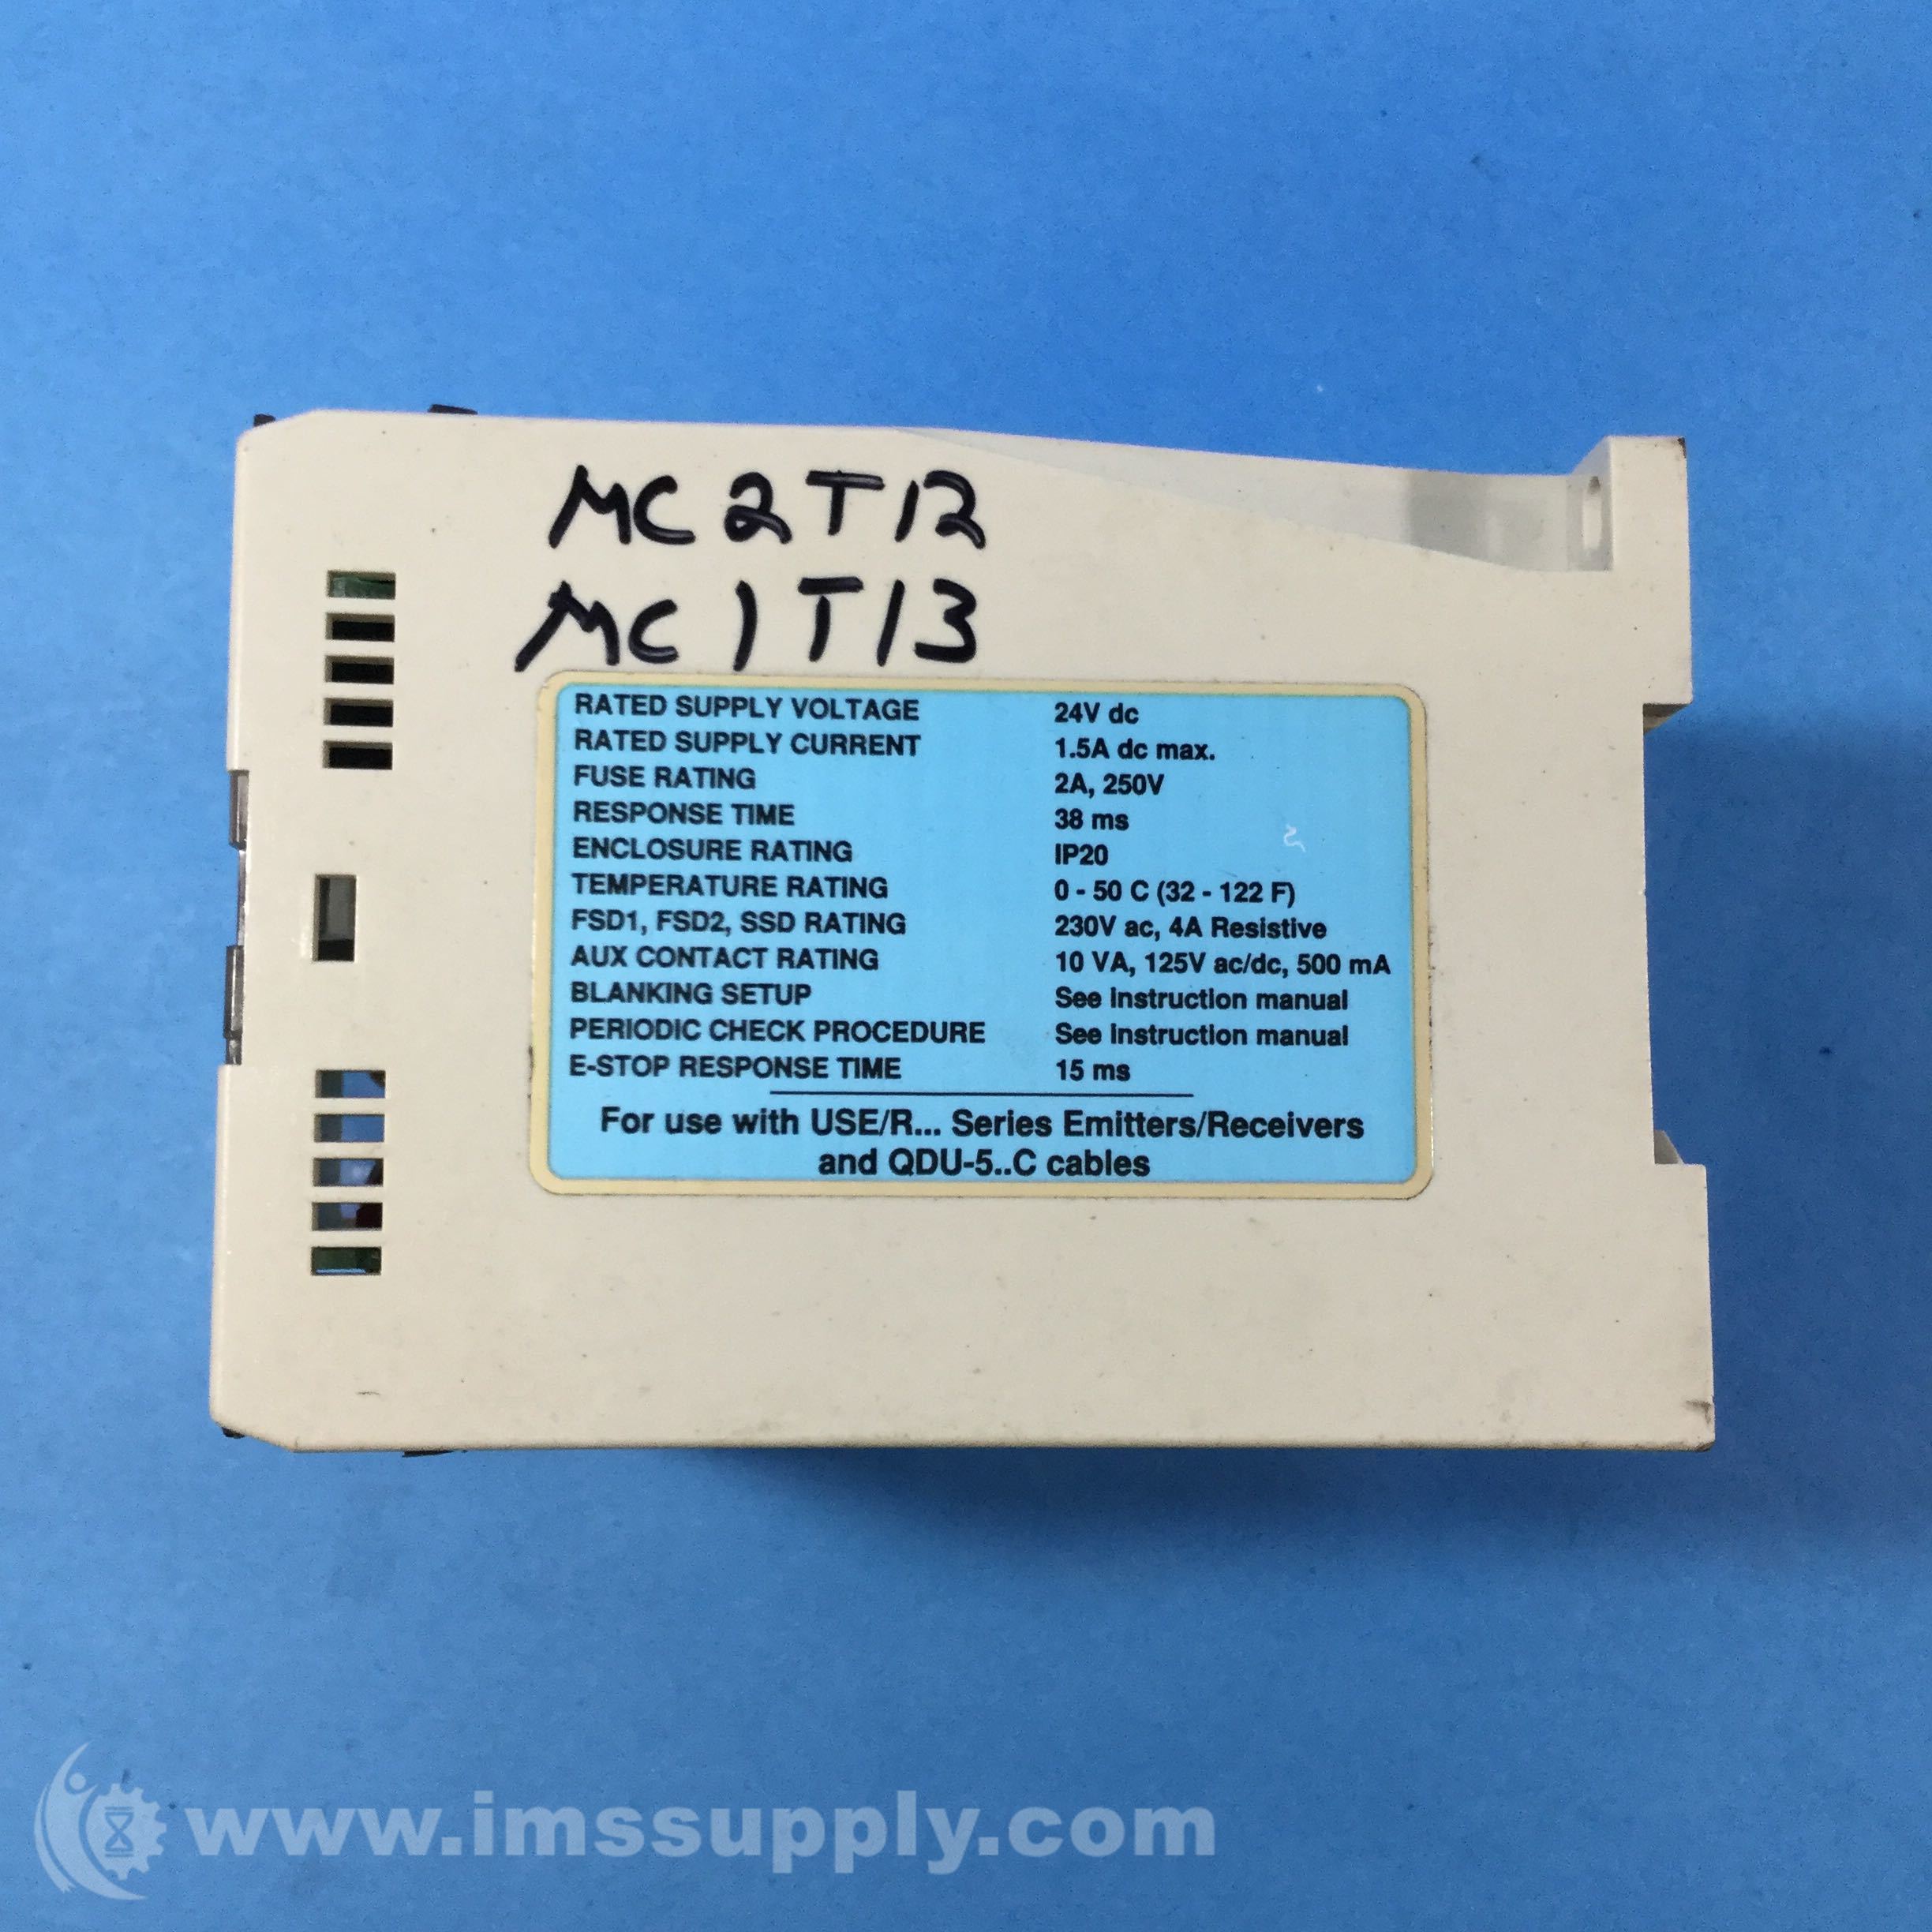 MC2T12
MC1T13
RATED SUPPLY VOLTAGE 24V dc
RATED SUPPLY CURRENT 1.5A dc max.
FUSE RATING 2A, 250V
RESPONSE TIME 38 ms
ENCLOSURE RATING IP20
TEMPERATURE RATING 0 - 50 C (32 - 122 F)
FSD1, FSD2, SSD RATING 230V ac, 4A Resistive
AUX CONTACT RATING 10 VA, 125V ac/dc, 500 mA
BLANKING SETUP See instruction manual
PERIODIC CHECK PROCEDURE See instruction manual
E-STOP RESPONSE TIME 15 ms
For use with USE/R... Series Emitters/Receivers
and QDU-5..C cables
www.imssupply.com